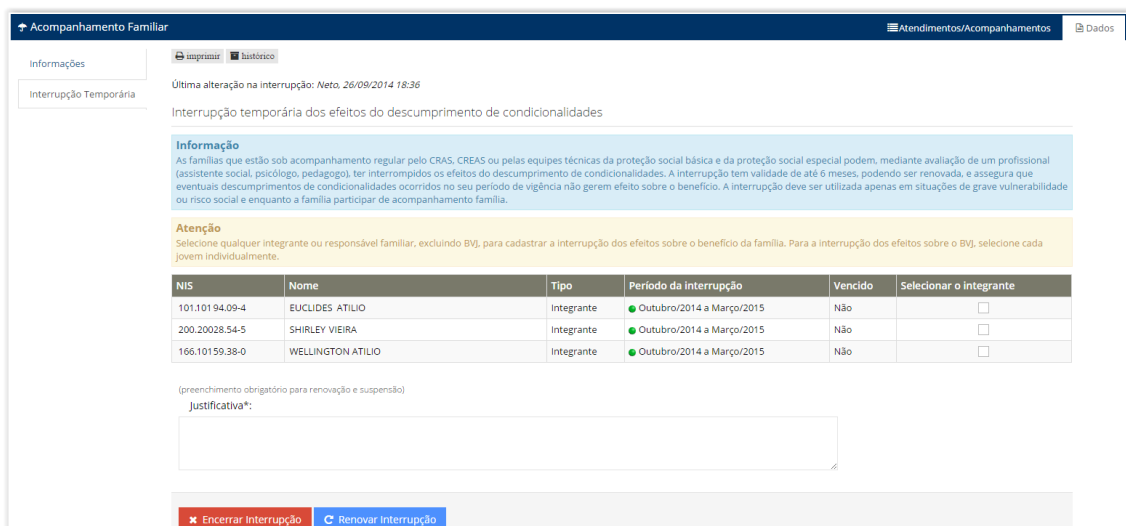 Acompanhamento Familiar
Atendimentos/Acompanhamentos
Dados
Informações
Interrupção Temporária
imprimir
histórico
Última alteração na interrupção: Neto, 26/09/2014 18:36
Interrupção temporária dos efeitos do descumprimento de condicionalidades
Informação
As famílias que estão sob acompanhamento regular pelo CRAS, CREAS ou pelas equipes técnicas da proteção social básica e da proteção social especial podem, mediante avaliação de um profissional
(assistente social, psicólogo, pedagogo), ter interrompidos os efeitos do descumprimento de condicionalidades. A interrupção tem validade de até 6 meses, podendo ser renovada, e assegura que
eventuais descumprimentos de condicionalidades ocorridos no seu período de vigência não gerem efeito sobre o benefício. A interrupção deve ser utilizada apenas em situações de grave vulnerabilidade
ou risco social e enquanto a família participar de acompanhamento família.
Atenção
Selecione qualquer integrante ou responsável familiar, excluindo BVJ, para cadastrar a interrupção dos efeitos sobre o benefício da família. Para a interrupção dos efeitos sobre o BVJ, selecione cada
jovem individualmente.
NIS Nome Tipo Período da interrupção Vencido Selecionar o integrante
101.10194.09-4 EUCLIDES ATILIO Integrante Outubro/2014 a Março/2015 Não
200.20028.54-5 SHIRLEY VIEIRA Integrante Outubro/2014 a Março/2015 Não
166.10159.38-0 WELLINGTON ATILIO Integrante Outubro/2014 a Março/2015 Não
(preenchimento obrigatório para renovação e suspensão)
Justificativa*:
Encerrar Interrupção
Renovar Interrupção